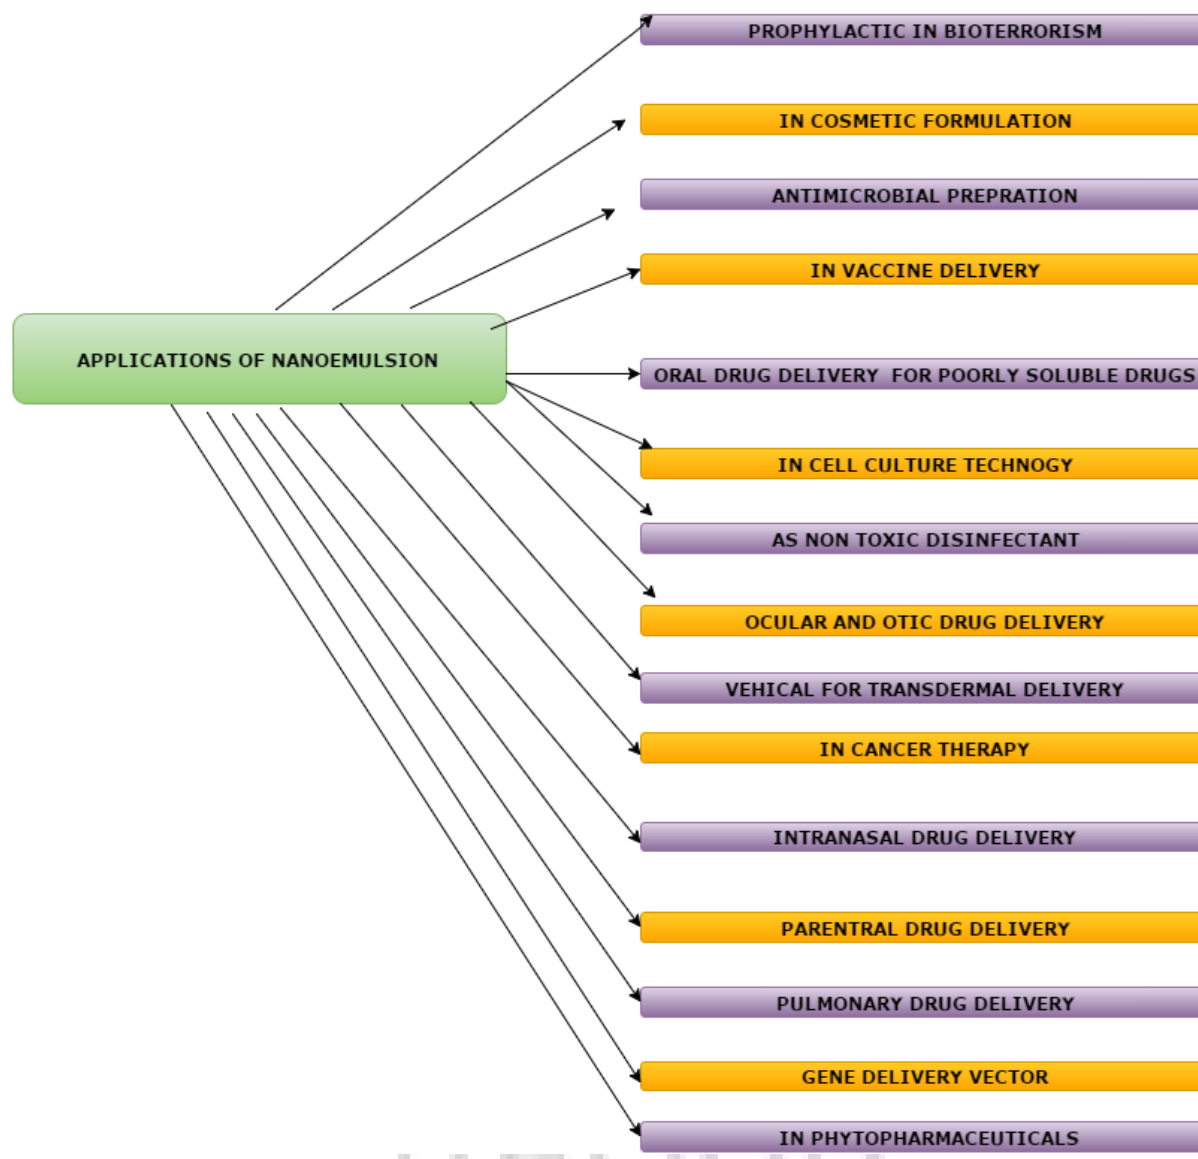 PROPHYLACTIC IN BIOTERRORISM
IN COSMETIC FORMULATION
ANTIMICROBIAL PREPRATION
IN VACCINE DELIVERY
APPLICATIONS OF NANOEMULSION
ORAL DRUG DELIVERY FOR POORLY SOLUBLE DRUGS
IN CELL CULTURE TECHNOGY
AS NON TOXIC DISINFECTANT
OCULAR AND OTIC DRUG DELIVERY
VEHICAL FOR TRANSDERMAL DELIVERY
IN CANCER THERAPY
INTRANASAL DRUG DELIVERY
PARENTRAL DRUG DELIVERY
PULMONARY DRUG DELIVERY
GENE DELIVERY VECTOR
IN PHYTOPHARMACEUTICALS